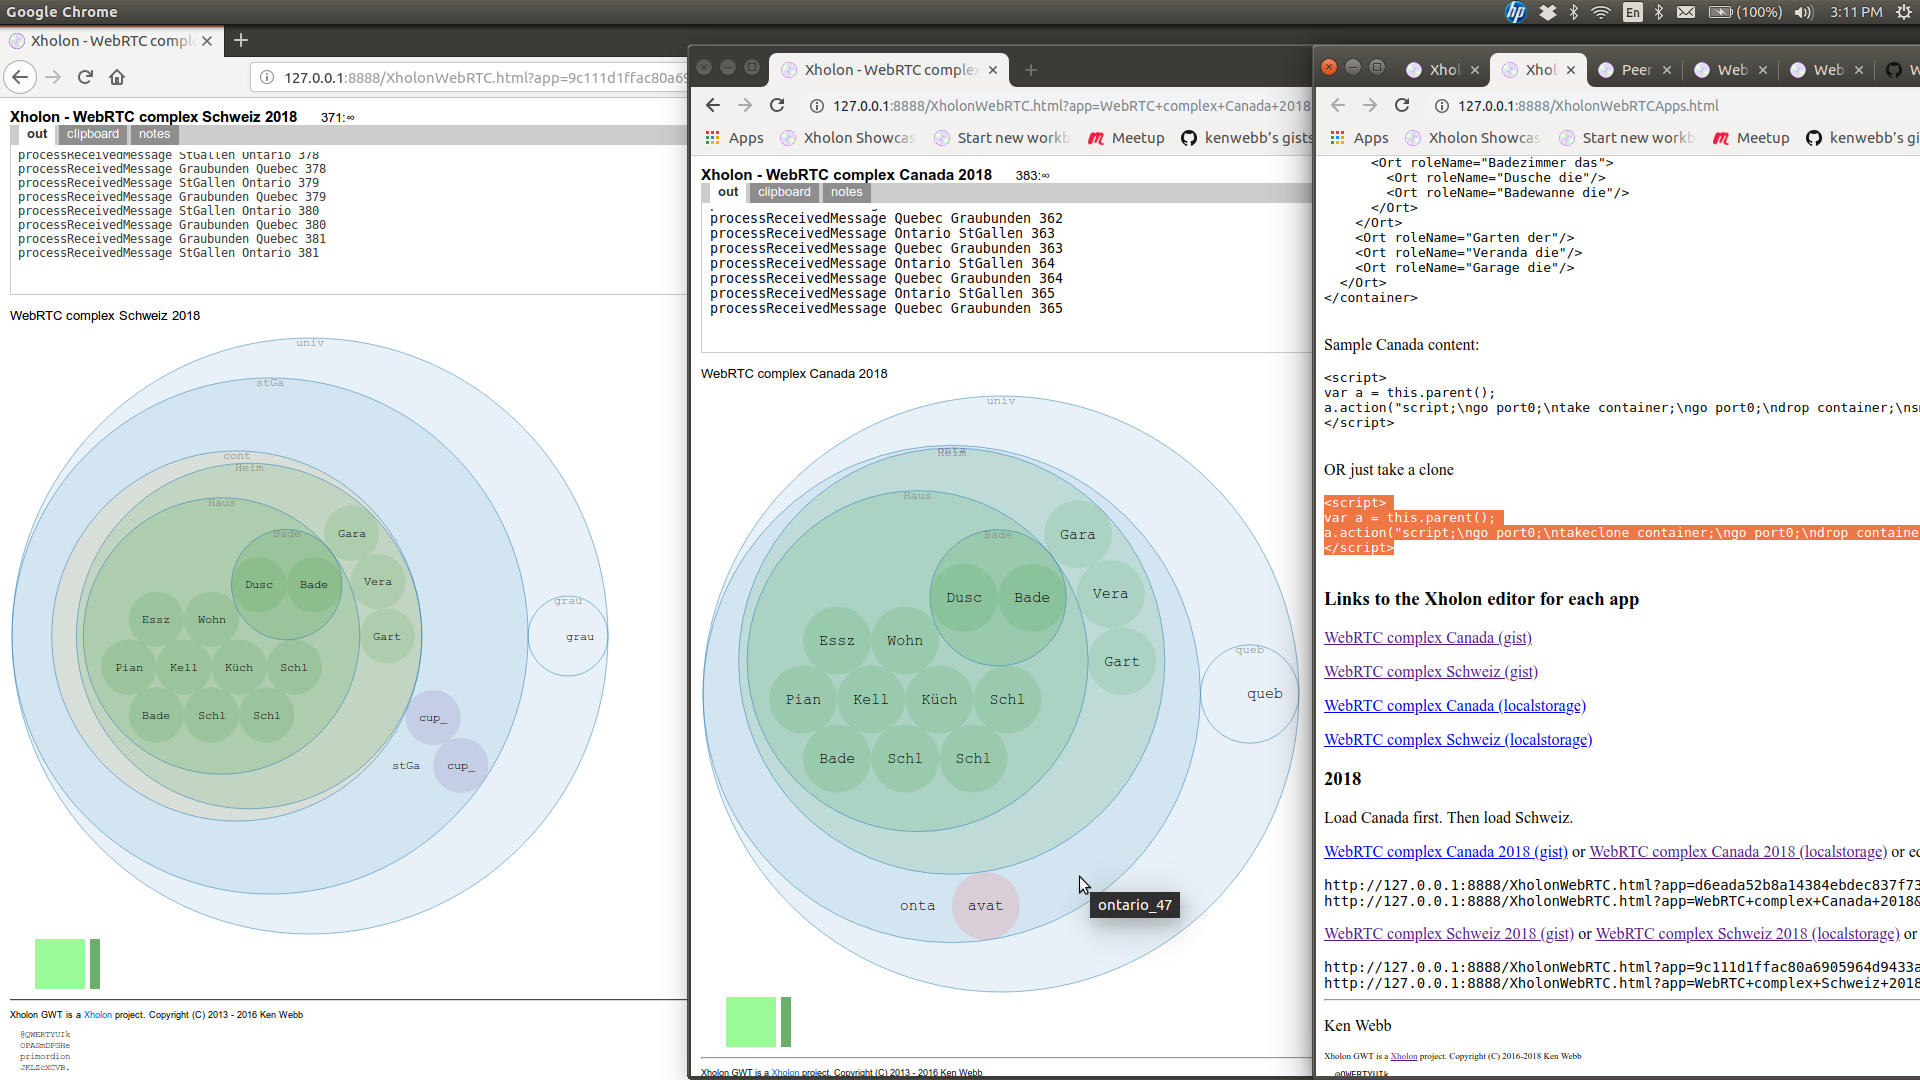 Google Chrome
En
(100%)
3:11 PM
Xholon - WebRTC compl
127.0.0.1:8888/XholonWebRTC.html?app=9c111d1ffac80a69
Xholon - WebRTC complex Schweiz 2018 371:∞
out clipboard notes
processReceivedMessage StGallen Ontario 378
processReceivedMessage Graubunden Quebec 378
processReceivedMessage StGallen Ontario 379
processReceivedMessage Graubunden Quebec 379
processReceivedMessage StGallen Ontario 380
processReceivedMessage Graubunden Quebec 380
processReceivedMessage Graubunden Quebec 381
processReceivedMessage StGallen Ontario 381
WebRTC complex Schweiz 2018
univ
stGa
cont
Heim
Haus
Bade
Gara
Dusc Bade
Vera
Essz Wohn
Gart
grau
grau
Pian Kell Küch Schl
Bade Schl Schl
cup_
stGa cup_
Xholon GWT is a Xholon project. Copyright (C) 2013 - 2016 Ken Webb
@QWERTYUIk
OPASmDFGHe
primordion
JKLZcXCVB.
Xholon - WebRTC complex
127.0.0.1:8888/XholonWebRTC.html?app=WebRTC+complex+Canada+2018
Apps Xholon Showcas Start new workb Meetup kenwebb's gists
Xholon - WebRTC complex Canada 2018 383:∞
out clipboard notes
processReceivedMessage Quebec Graubunden 362
processReceivedMessage Ontario StGallen 363
processReceivedMessage Quebec Graubunden 363
processReceivedMessage Ontario StGallen 364
processReceivedMessage Quebec Graubunden 364
processReceivedMessage Ontario StGallen 365
processReceivedMessage Quebec Graubunden 365
WebRTC complex Canada 2018
univ
Heim
Haus
Bade
Gara
Dusc Bade
Vera
Essz Wohn
Gart
queb
queb
Pian Kell Küch Schl
Bade Schl Schl
onta avat
ontario_47
Xholon GWT is a Xholon project. Copyright (C) 2013 - 2016 Ken Webb
Xhol Xhol Peer Web Web W
127.0.0.1:8888/XholonWebRTCApps.html
Apps Xholon Showcas Start new workb Meetup kenwebb's gi
<Ort roleName="Badezimmer das">
<Ort roleName="Dusche die"/>
<Ort roleName="Badewanne die"/>
</Ort>
</Ort>
<Ort roleName="Garten der"/>
<Ort roleName="Veranda die"/>
<Ort roleName="Garage die"/>
</Ort>
</container>
Sample Canada content:
<script>
var a = this.parent();
a.action("script;\ngo port0;\ntake container;\ngo port0;\ndrop container;\ns
</script>
OR just take a clone
<script>
var a = this.parent();
a.action("script;\ngo port0;\ntakeclone container;\ngo port0;\ndrop containe
</script>
Links to the Xholon editor for each app
WebRTC complex Canada (gist)
WebRTC complex Schweiz (gist)
WebRTC complex Canada (localstorage)
WebRTC complex Schweiz (localstorage)
2018
Load Canada first. Then load Schweiz.
WebRTC complex Canada 2018 (gist) or WebRTC complex Canada 2018 (localstorage) or ed
http://127.0.0.1:8888/XholonWebRTC.html?app=d6eada52b8a14384ebdec837f73
http://127.0.0.1:8888/XholonWebRTC.html?app=WebRTC+complex+Canada+2018&
WebRTC complex Schweiz 2018 (gist) or WebRTC complex Schweiz 2018 (localstorage) or
http://127.0.0.1:8888/XholonWebRTC.html?app=9c111d1ffac80a6905964d9433a
http://127.0.0.1:8888/XholonWebRTC.html?app=WebRTC+complex+Schweiz+2018
Ken Webb
Xholon GWT is a Xholon project. Copyright (C) 2016-2018 Ken Webb
@QWERTYUIk